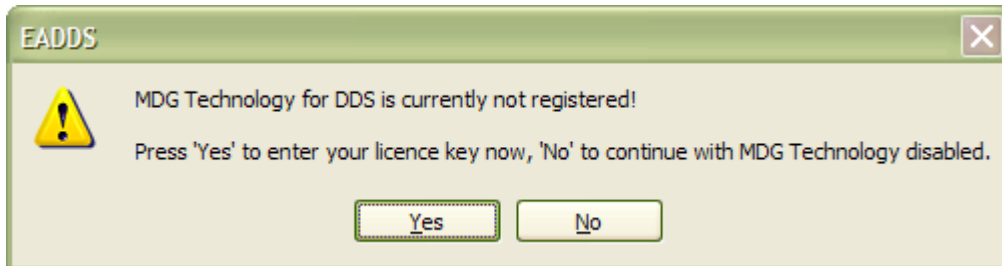 EADDS
MDG Technology for DDS is currently not registered!
Press 'Yes' to enter your licence key now, 'No' to continue with MDG Technology disabled.
Yes
No